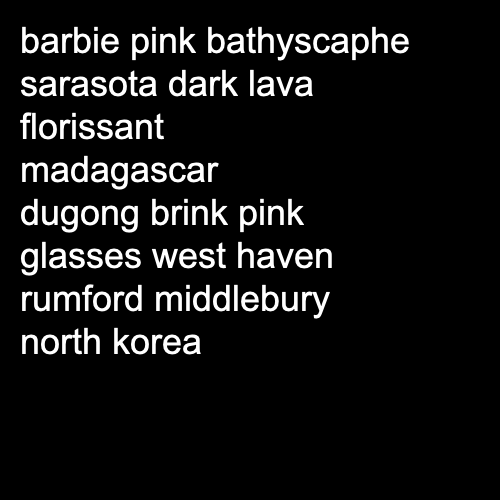 barbie pink bathyscaphe
sarasota dark lava
florissant
madagascar
dugong brink pink
glasses west haven
rumford middlebury
north korea